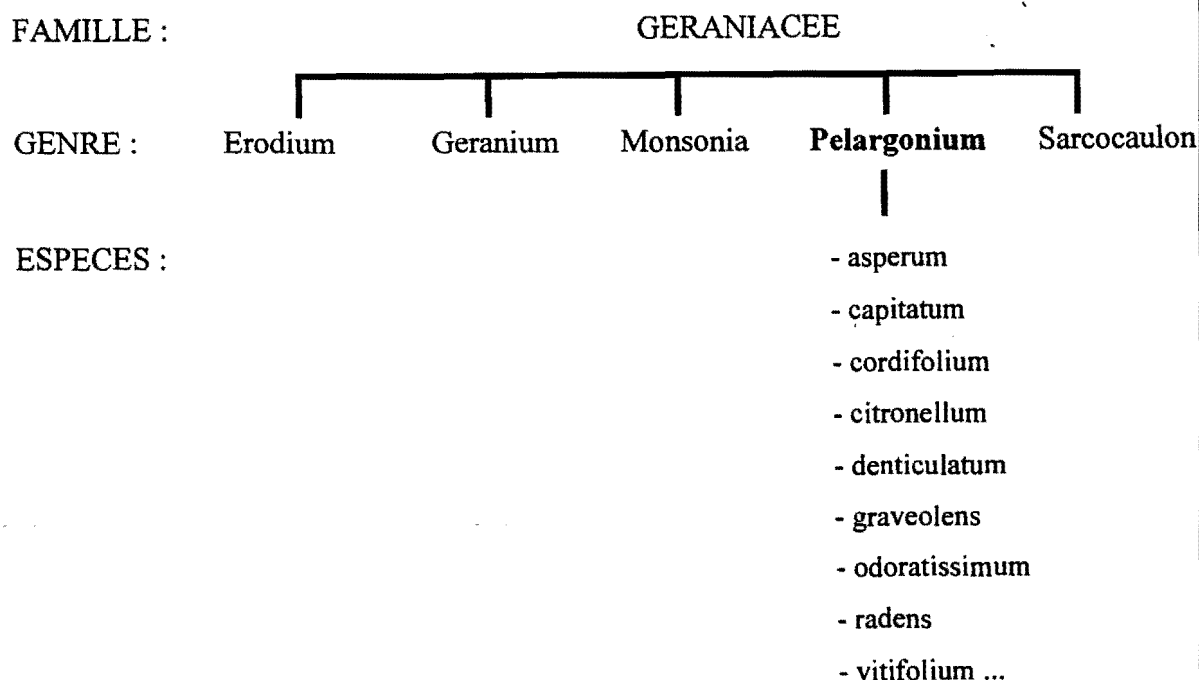 FAMILLE : GERANIACEE
GENRE : Erodium Geranium Monsonia Pelargonium Sarcocaulon
ESPECES : - asperum
- capitatum
- cordifolium
- citronellum
- denticulatum
- graveolens
- odoratissimum
- radens
- vitifolium ...